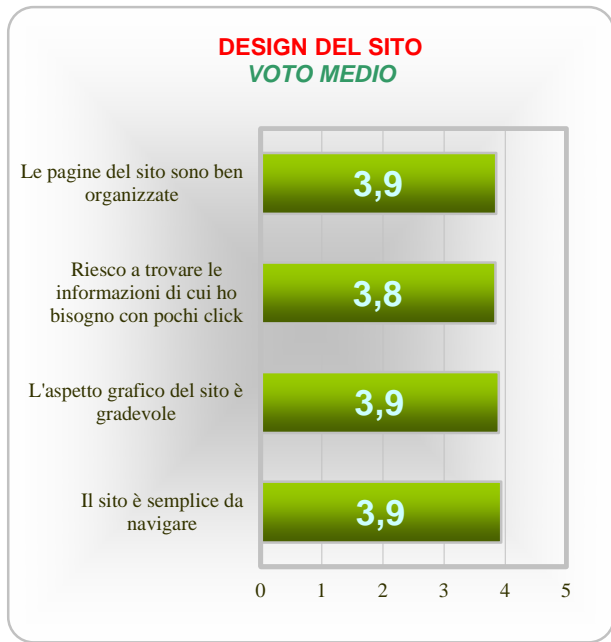 DESIGN DEL SITO
VOTO MEDIO
Le pagine del sito sono ben
organizzate
3,9
Riesco a trovare le
informazioni di cui ho
bisogno con pochi click
3,8
L'aspetto grafico del sito è
gradevole
3,9
Il sito è semplice da
navigare
3,9
0 1 2 3 4 5